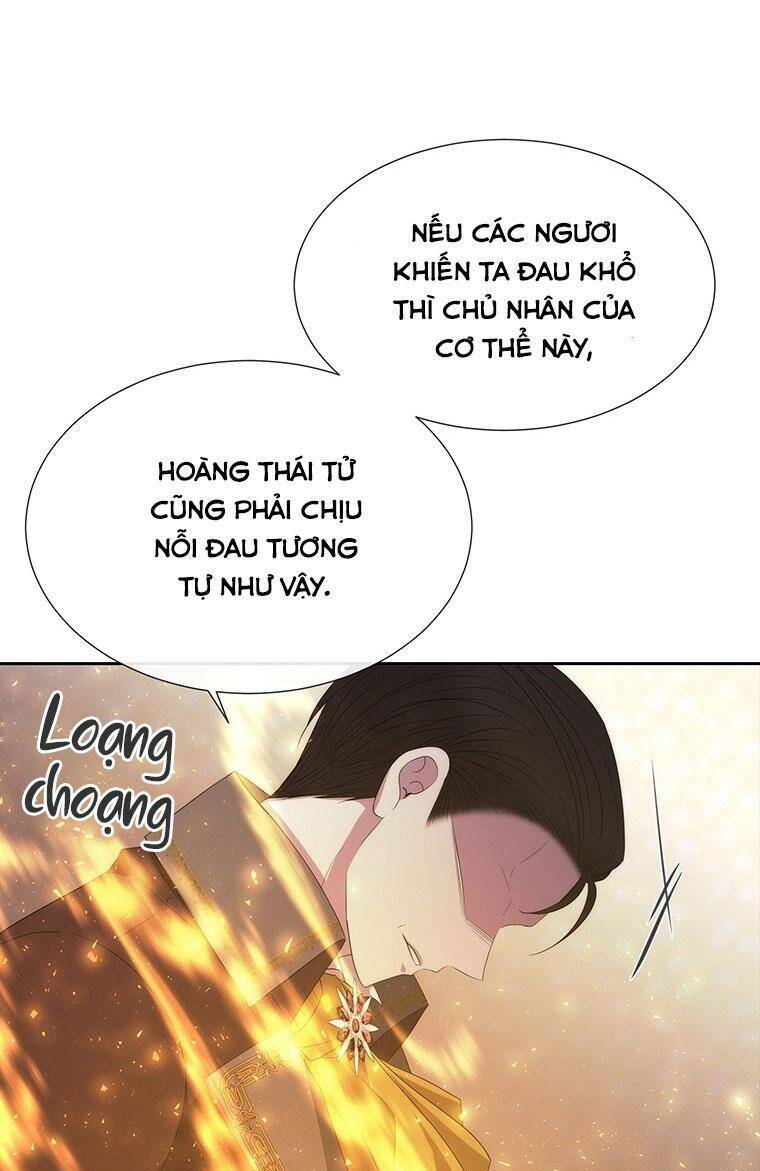 NẾU CÁC NGƯƠI
KHIẾN TA ĐAU KHỔ
THÌ CHỦ NHÂN CỦA
CƠ THỂ NÀY,
HOÀNG THÁI TỬ
CŨNG PHẢI CHỊU
NỖI ĐAU TƯƠNG
TỰ NHƯ VẬY.
Loạng
choạng